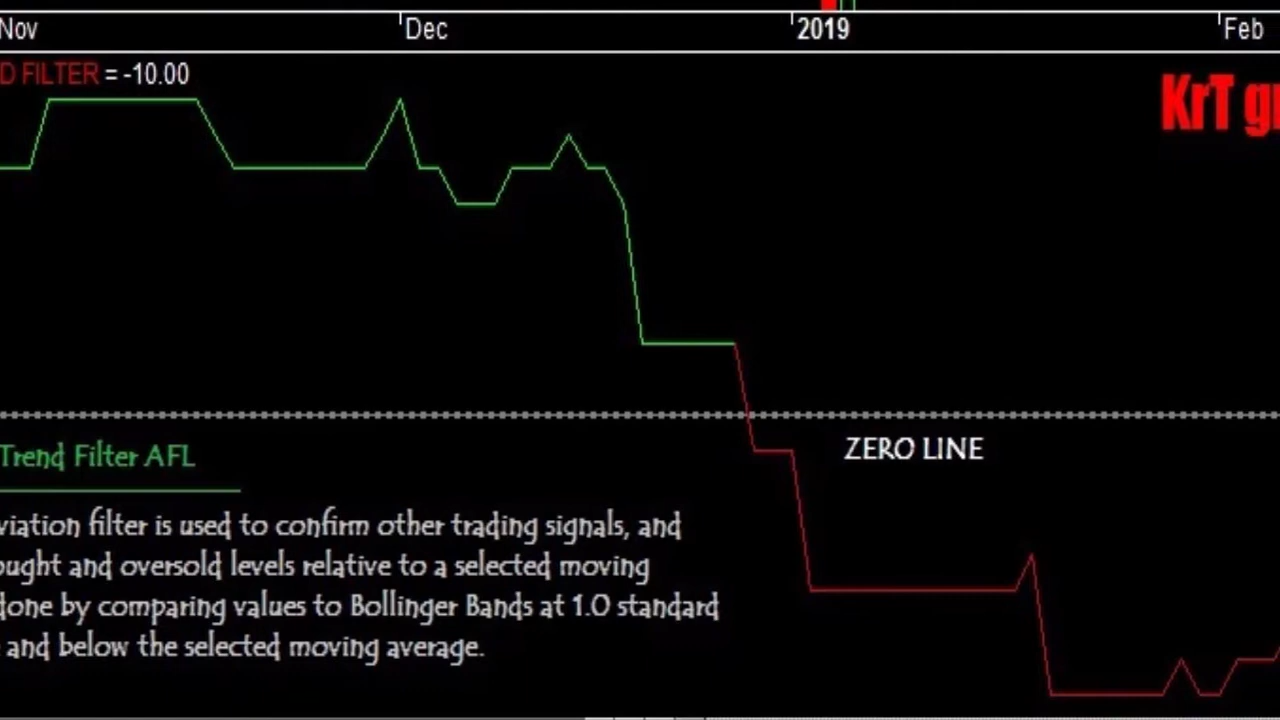 Nov Dec 2019 Feb
D FILTER = -10.00
KrT gr
Trend Filter AFL
ZERO LINE
viation filter is used to confirm other trading signals, and
ought and oversold levels relative to a selected moving
done by comparing values to Bollinger Bands at 1.0 standard
and below the selected moving average.